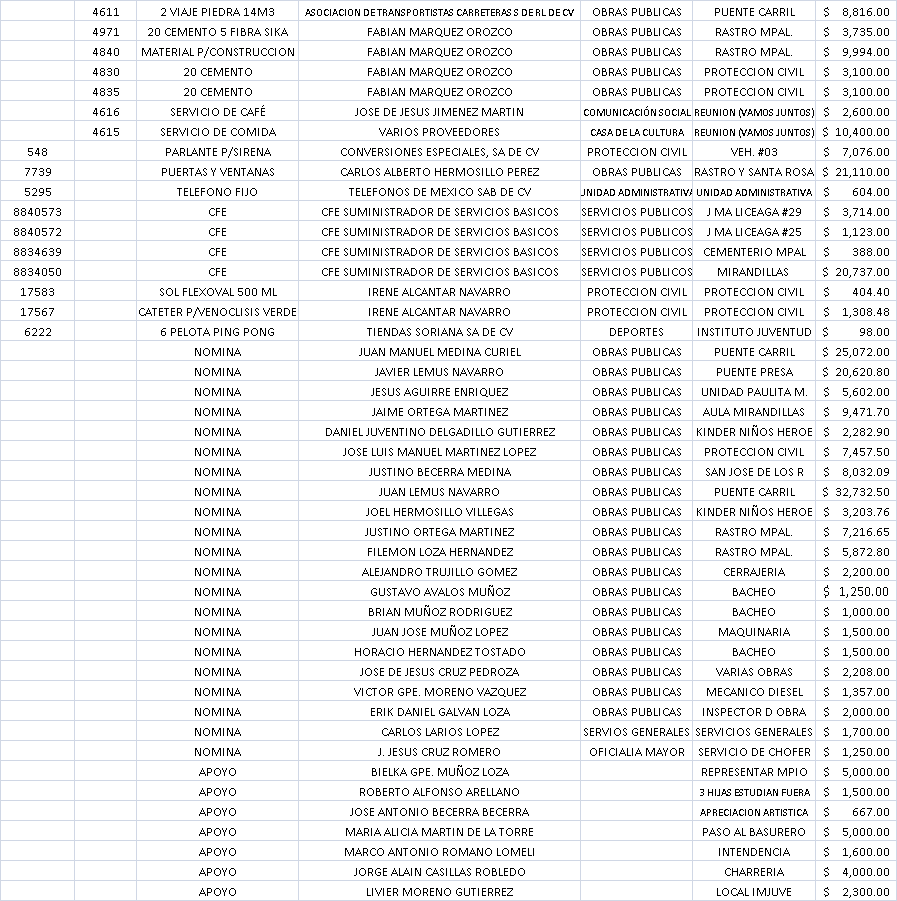 4611 2 VIAJE PIEDRA 14M3 ASOCIACION DE TRANSPORTISTAS CARRETERAS S DE RL DE CV OBRAS PUBLICAS PUENTE CARRIL $ 8,816.00
4971 20 CEMENTO 5 FIBRA SIKA FABIAN MARQUEZ OROZCO OBRAS PUBLICAS RASTRO MPAL. $ 3,735.00
4840 MATERIAL P/CONSTRUCCION FABIAN MARQUEZ OROZCO OBRAS PUBLICAS RASTRO MPAL. $ 9,994.00
4830 20 CEMENTO FABIAN MARQUEZ OROZCO OBRAS PUBLICAS PROTECCION CIVIL $ 3,100.00
4835 20 CEMENTO FABIAN MARQUEZ OROZCO OBRAS PUBLICAS PROTECCION CIVIL $ 3,100.00
4616 SERVICIO DE CAFÉ JOSE DE JESUS JIMENEZ MARTIN COMUNICACIÓN SOCIAL REUNION (VAMOS JUNTOS) $ 2,600.00
4615 SERVICIO DE COMIDA VARIOS PROVEEDORES CASA DE LA CULTURA REUNION (VAMOS JUNTOS) $ 10,400.00
548 PARLANTE P/SIRENA CONVERSIONES ESPECIALES, SA DE CV PROTECCION CIVIL VEH. #03 $ 7,076.00
7739 PUERTAS Y VENTANAS CARLOS ALBERTO HERMOSILLO PEREZ OBRAS PUBLICAS RASTRO Y SANTA ROSA $ 21,110.00
5295 TELEFONO FIJO TELEFONOS DE MEXICO SAB DE CV UNIDAD ADMINISTRATIVA UNIDAD ADMINISTRATIVA $ 604.00
8840573 CFE CFE SUMINISTRADOR DE SERVICIOS BASICOS SERVICIOS PUBLICOS J MA LICEAGA #29 $ 3,714.00
8840572 CFE CFE SUMINISTRADOR DE SERVICIOS BASICOS SERVICIOS PUBLICOS J MA LICEAGA #25 $ 1,123.00
8834639 CFE CFE SUMINISTRADOR DE SERVICIOS BASICOS SERVICIOS PUBLICOS CEMENTERIO MPAL $ 388.00
8834050 CFE CFE SUMINISTRADOR DE SERVICIOS BASICOS SERVICIOS PUBLICOS MIRANDILLAS $ 20,737.00
17583 SOL FLEXOVAL 500 ML IRENE ALCANTAR NAVARRO PROTECCION CIVIL PROTECCION CIVIL $ 404.40
17567 CATETER P/VENOCLISIS VERDE IRENE ALCANTAR NAVARRO PROTECCION CIVIL PROTECCION CIVIL $ 1,308.48
6222 6 PELOTA PING PONG TIENDAS SORIANA SA DE CV DEPORTES INSTITUTO JUVENTUD $ 98.00
NOMINA JUAN MANUEL MEDINA CURIEL OBRAS PUBLICAS PUENTE CARRIL $ 25,072.00
NOMINA JAVIER LEMUS NAVARRO OBRAS PUBLICAS PUENTE PRESA $ 20,620.80
NOMINA JESUS AGUIRRE ENRIQUEZ OBRAS PUBLICAS UNIDAD PAULITA M. $ 5,602.00
NOMINA JAIME ORTEGA MARTINEZ OBRAS PUBLICAS AULA MIRANDILLAS $ 9,471.70
NOMINA DANIEL JUVENTINO DELGADILLO GUTIERREZ OBRAS PUBLICAS KINDER NIÑOS HEROE $ 2,282.90
NOMINA JOSE LUIS MANUEL MARTINEZ LOPEZ OBRAS PUBLICAS PROTECCION CIVIL $ 7,457.50
NOMINA JUSTINO BECERRA MEDINA OBRAS PUBLICAS SAN JOSE DE LOS R $ 8,032.09
NOMINA JUAN LEMUS NAVARRO OBRAS PUBLICAS PUENTE CARRIL $ 32,732.50
NOMINA JOEL HERMOSILLO VILLEGAS OBRAS PUBLICAS KINDER NIÑOS HEROE $ 3,203.76
NOMINA JUSTINO ORTEGA MARTINEZ OBRAS PUBLICAS RASTRO MPAL. $ 7,216.65
NOMINA FILEMON LOZA HERNANDEZ OBRAS PUBLICAS RASTRO MPAL. $ 5,872.80
NOMINA ALEJANDRO TRUJILLO GOMEZ OBRAS PUBLICAS CERRAJERIA $ 2,200.00
NOMINA GUSTAVO AVALOS MUÑOZ OBRAS PUBLICAS BACHEO $ 1,250.00
NOMINA BRIAN MUÑOZ RODRIGUEZ OBRAS PUBLICAS BACHEO $ 1,000.00
NOMINA JUAN JOSE MUÑOZ LOPEZ OBRAS PUBLICAS MAQUINARIA $ 1,500.00
NOMINA HORACIO HERNANDEZ TOSTADO OBRAS PUBLICAS BACHEO $ 1,500.00
NOMINA JOSE DE JESUS CRUZ PEDROZA OBRAS PUBLICAS VARIAS OBRAS $ 2,208.00
NOMINA VICTOR GPE. MORENO VAZQUEZ OBRAS PUBLICAS MECANICO DIESEL $ 1,357.00
NOMINA ERIK DANIEL GALVAN LOZA OBRAS PUBLICAS INSPECTOR D OBRA $ 2,000.00
NOMINA CARLOS LARIOS LOPEZ SERVIOS GENERALES SERVICIOS GENERALES $ 1,700.00
NOMINA J. JESUS CRUZ ROMERO OFICIALIA MAYOR SERVICIO DE CHOFER $ 1,250.00
APOYO BIELKA GPE. MUÑOZ LOZA REPRESENTAR MPIO $ 5,000.00
APOYO ROBERTO ALFONSO ARELLANO 3 HIJAS ESTUDIAN FUERA $ 1,500.00
APOYO JOSE ANTONIO BECERRA BECERRA APRECIACION ARTISTICA $ 667.00
APOYO MARIA ALICIA MARTIN DE LA TORRE PASO AL BASURERO $ 5,000.00
APOYO MARCO ANTONIO ROMANO LOMELI INTENDENCIA $ 1,600.00
APOYO JORGE ALAIN CASILLAS ROBLEDO CHARRERIA $ 4,000.00
APOYO LIVIER MORENO GUTIERREZ LOCAL IMJUVE $ 2,300.00